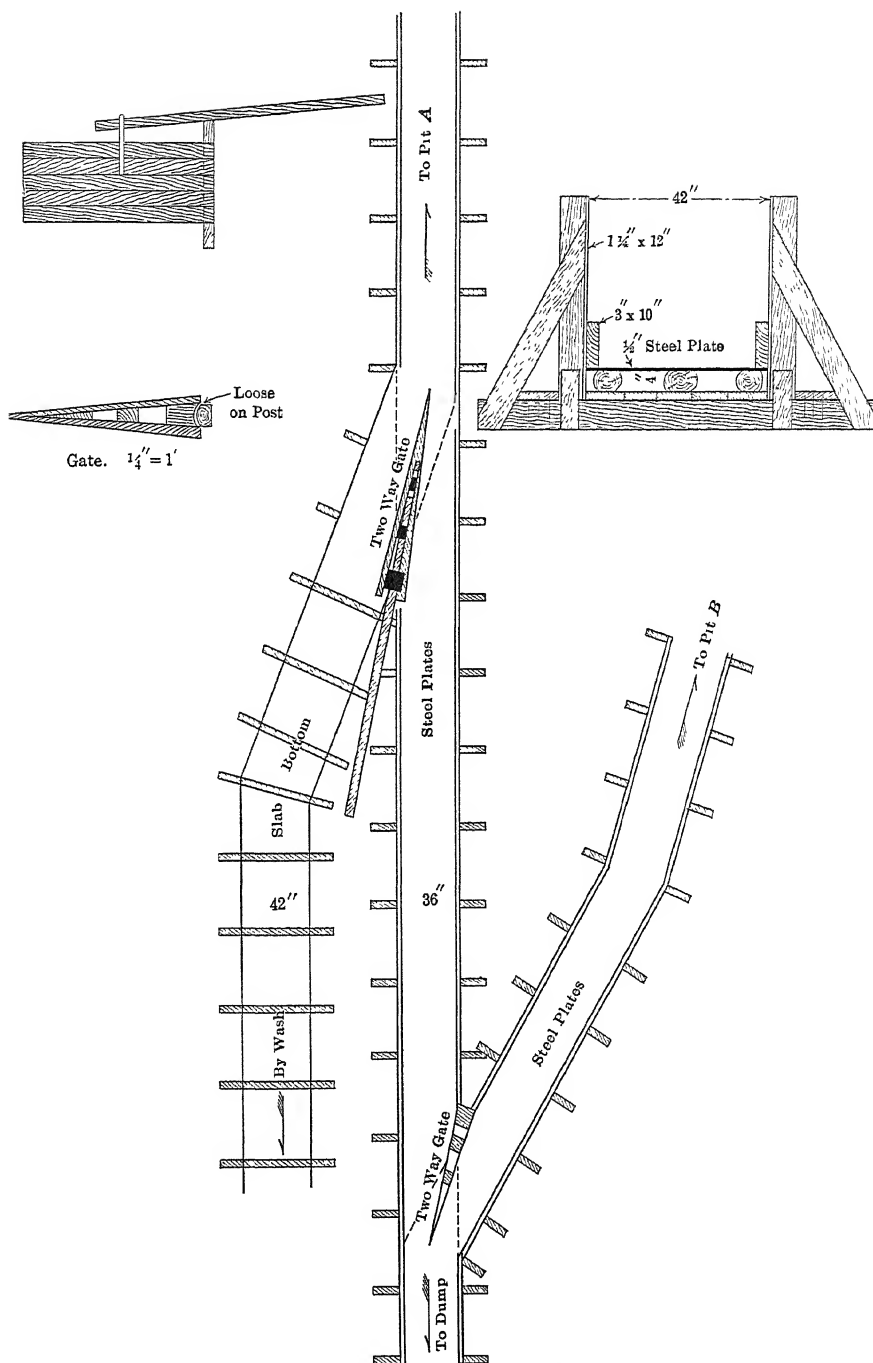 To Pit A
42"
1 ¼" x 12"
3" x 10"
½" Steel Plate
4"
Loose
on Post
Gate. ¼"= 1'
Two Way Gate
To Pit B
Steel Plates
Bottom
Slab
42"
36"
Steel Plates
By Wash
Two Way Gate
To Dump